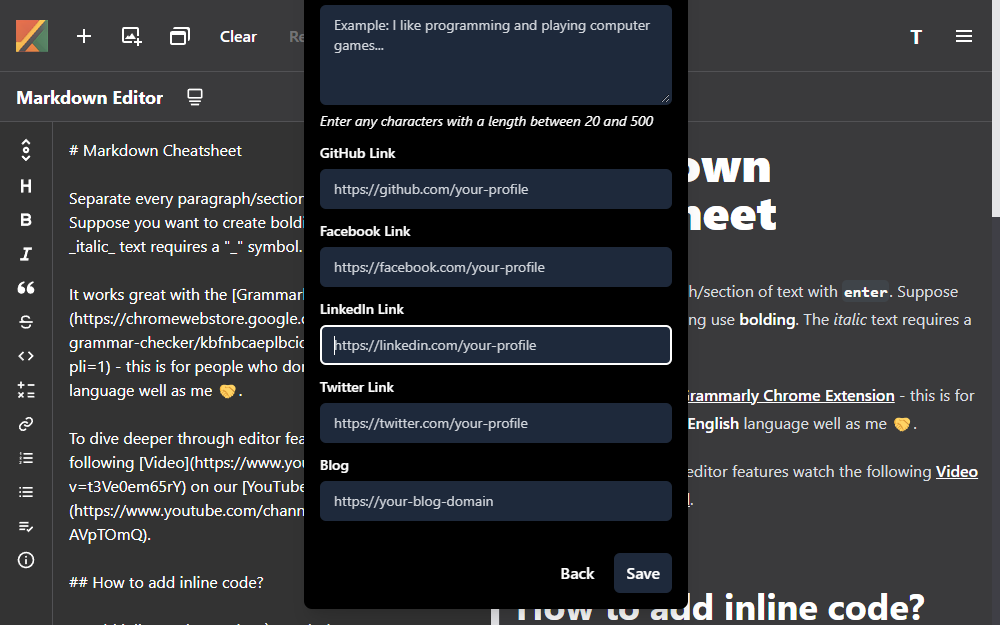 Clear
Re
T
Markdown Editor
# Markdown Cheatsheet
Separate every paragraph/section
Suppose you want to create boldi
_italic_ text requires a "_" symbol.
It works great with the [Grammarl
(https://chromewebstore.google.c
grammar-checker/kbfnbcaeplbcic
pli=1) - this is for people who don
language well as me 🤝.
To dive deeper through editor fea
following [Video](https://www.you
v=t3Ve0em65rY) on our [YouTube
(https://www.youtube.com/chann
AVpTOmQ).
## How to add inline code?
Example: I like programming and playing computer
games...
Enter any characters with a length between 20 and 500
GitHub Link
https://github.com/your-profile
Facebook Link
https://facebook.com/your-profile
LinkedIn Link
https://linkedin.com/your-profile
Twitter Link
https://twitter.com/your-profile
Blog
https://your-blog-domain
Back
Save
own
heet
h/section of text with enter. Suppose
ng use bolding. The italic text requires a
Grammarly Chrome Extension - this is for
English language well as me 🤝.
editor features watch the following Video
How to add inline code?